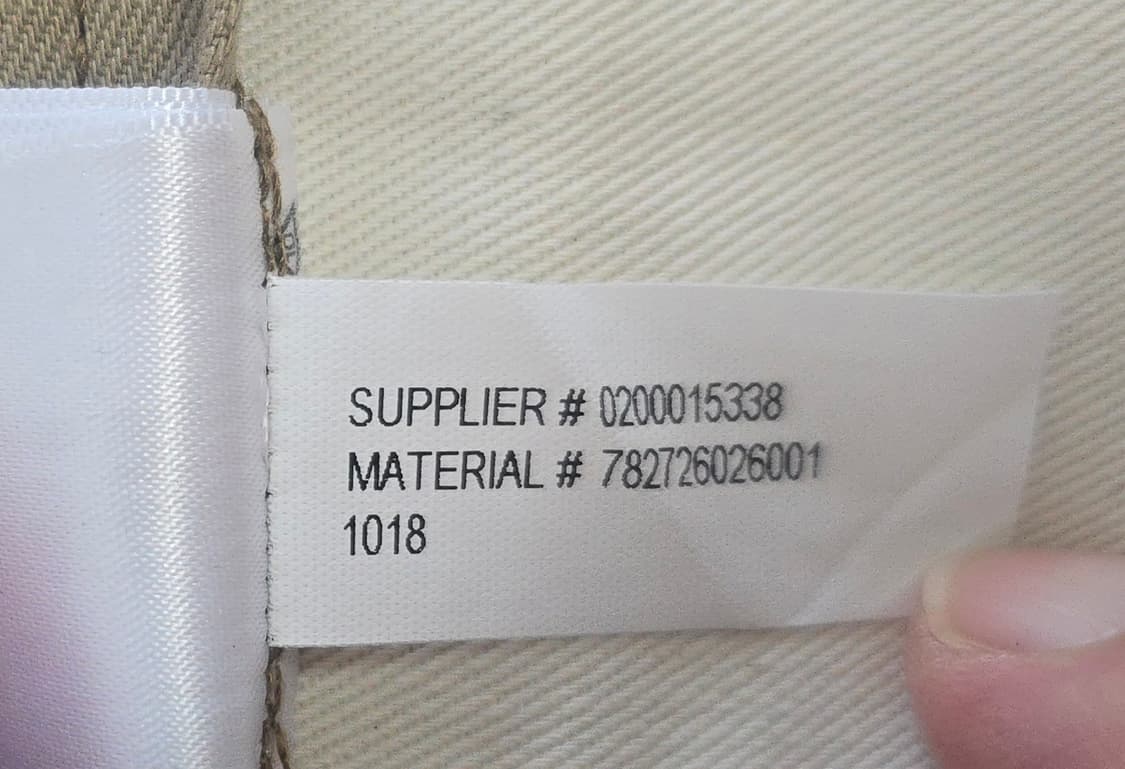 SUPPLIER # 0200015338
MATERIAL # 782726026001
1018